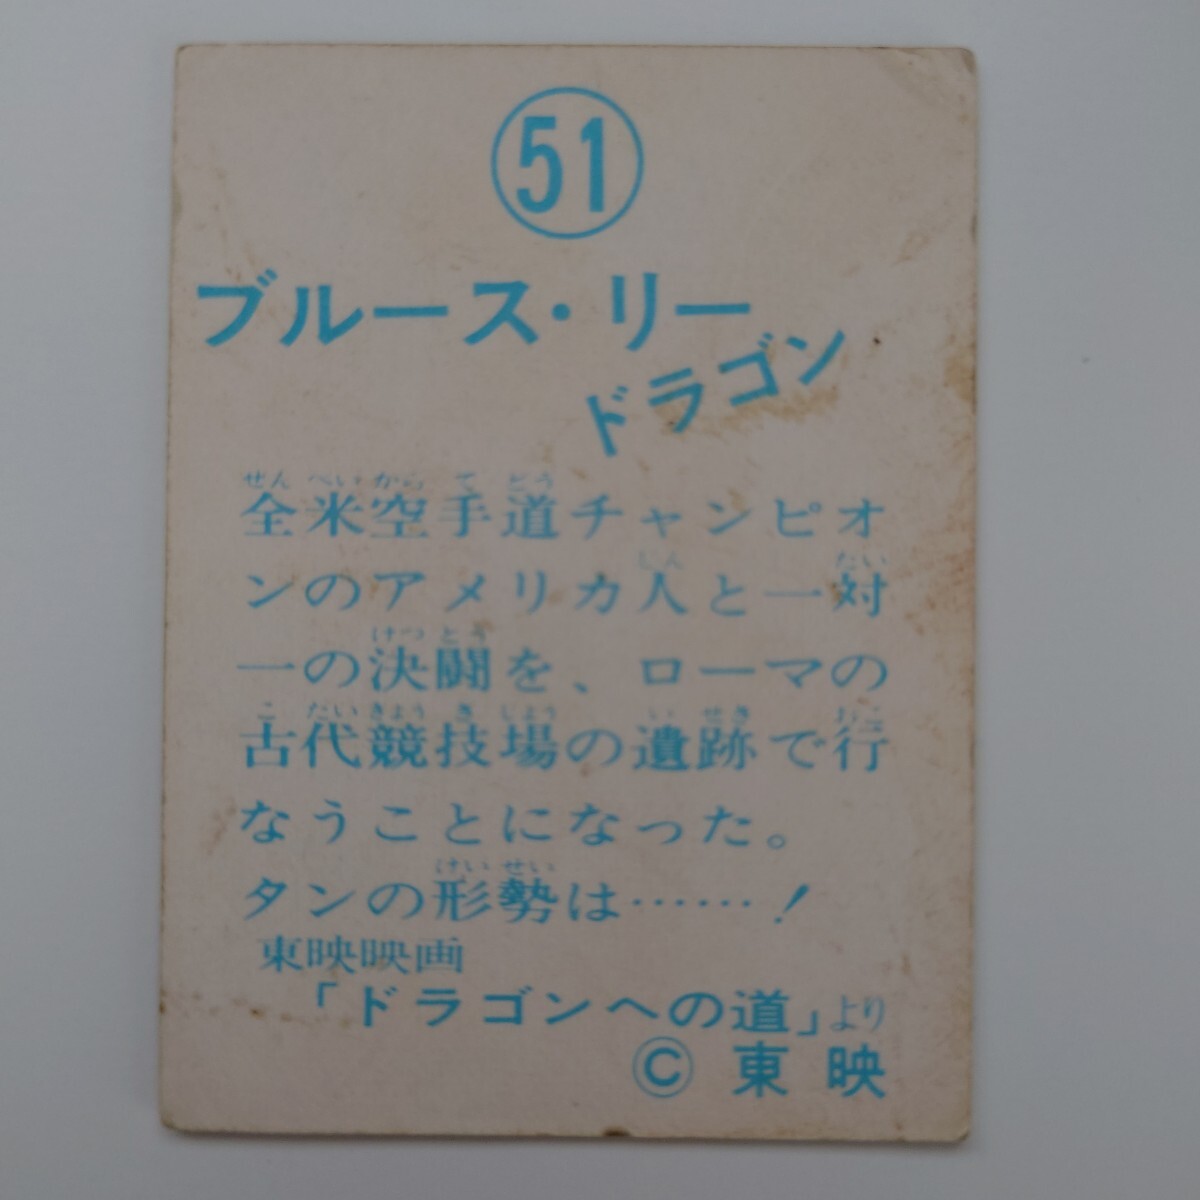 51
ブルース・リー
ドラゴン
全米空手道チャンピオ
ンのアメリカ人と一対
一の決闘を、ローマの
古代競技場の遺跡で行
なうことになった。
タンの形勢は……！
東映映画
「ドラゴンへの道」より
Ⓒ 東映